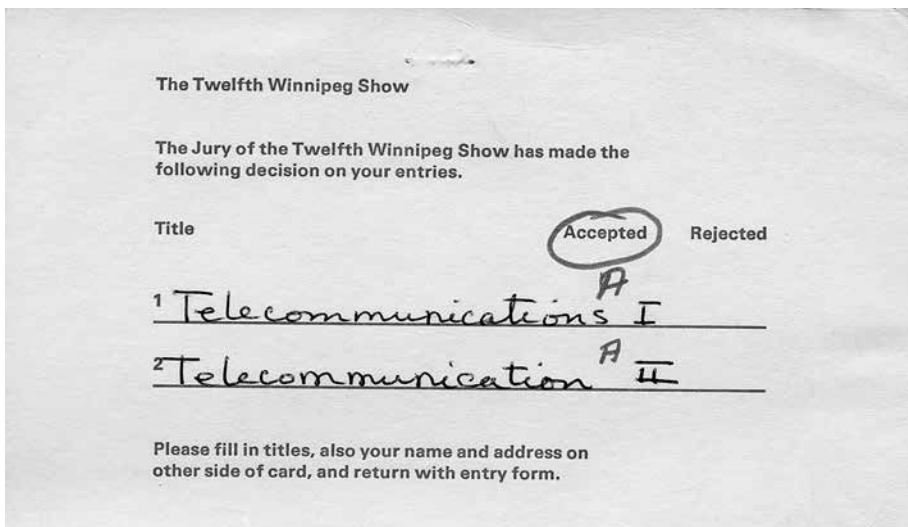 The Twelfth Winnipeg Show
The Jury of the Twelfth Winnipeg Show has made the
following decision on your entries.
Title Accepted Rejected
A
1 Telecommunications I
A
2 Telecommunication II
Please fill in titles, also your name and address on
other side of card, and return with entry form.